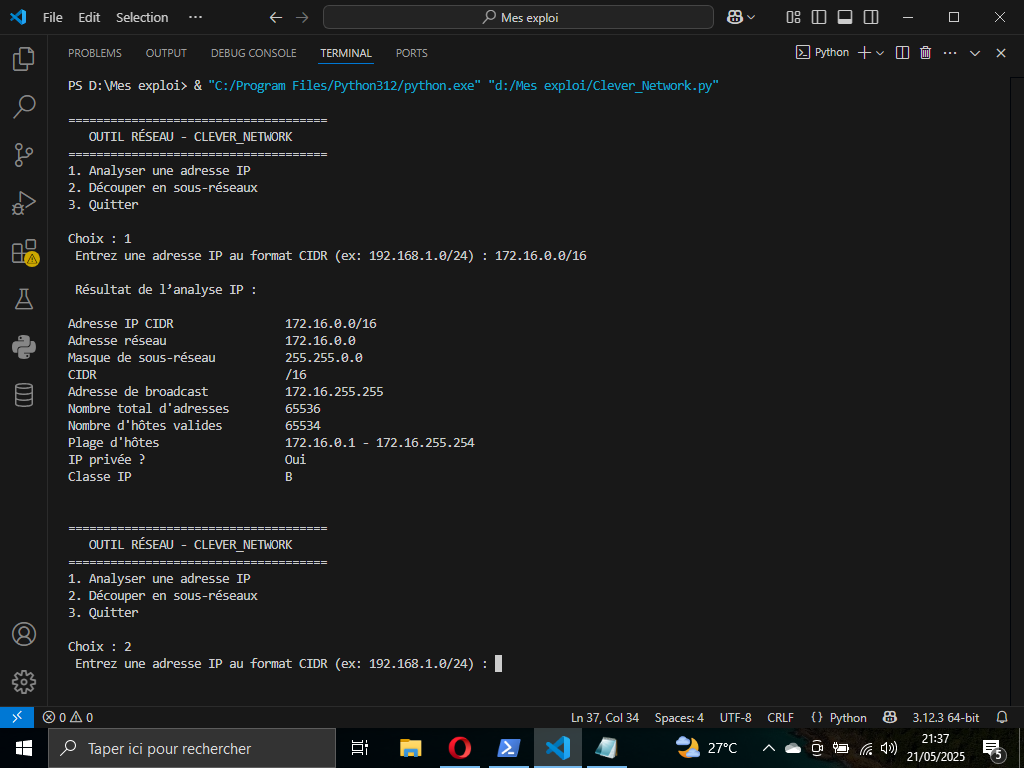 File Edit Selection ··· Mes exploi
PROBLEMS OUTPUT DEBUG CONSOLE TERMINAL PORTS Python
PS D:\Mes exploi> & "C:/Program Files/Python312/python.exe" "d:/Mes exploi/Clever_Network.py"
=====================================
OUTIL RÉSEAU - CLEVER_NETWORK
=====================================
1. Analyser une adresse IP
2. Découper en sous-réseaux
3. Quitter
Choix : 1
Entrez une adresse IP au format CIDR (ex: 192.168.1.0/24) : 172.16.0.0/16
Résultat de l’analyse IP :
Adresse IP CIDR 172.16.0.0/16
Adresse réseau 172.16.0.0
Masque de sous-réseau 255.255.0.0
CIDR /16
Adresse de broadcast 172.16.255.255
Nombre total d'adresses 65536
Nombre d'hôtes valides 65534
Plage d'hôtes 172.16.0.1 - 172.16.255.254
IP privée ? Oui
Classe IP B
=====================================
OUTIL RÉSEAU - CLEVER_NETWORK
=====================================
1. Analyser une adresse IP
2. Découper en sous-réseaux
3. Quitter
Choix : 2
Entrez une adresse IP au format CIDR (ex: 192.168.1.0/24) :
0 0 Ln 37, Col 34 Spaces: 4 UTF-8 CRLF {} Python 3.12.3 64-bit
Taper ici pour rechercher 27°C 21:37
21/05/2025 5